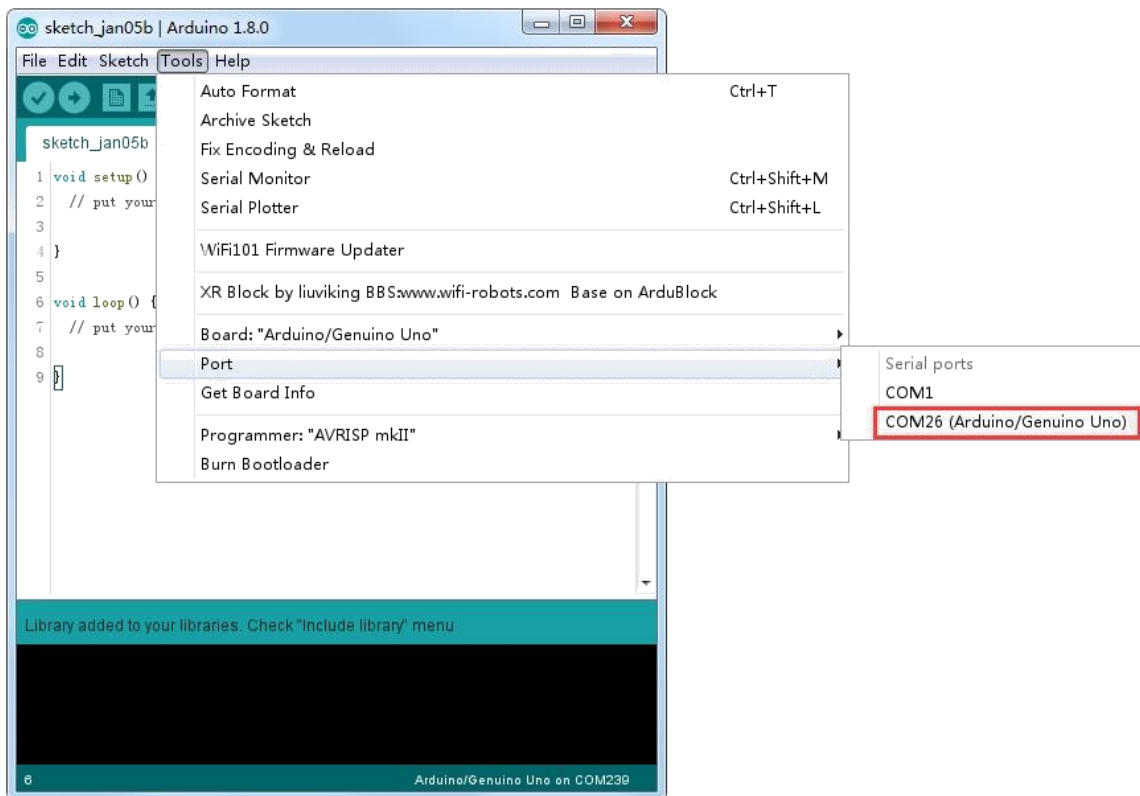 sketch_jan05b | Arduino 1.8.0
File Edit Sketch Tools Help
Auto Format Ctrl+T
Archive Sketch
Fix Encoding & Reload
Serial Monitor Ctrl+Shift+M
Serial Plotter Ctrl+Shift+L
WiFi101 Firmware Updater
XR Block by liuviking BBS:www.wifi-robots.com Base on ArduBlock
Board: "Arduino/Genuino Uno"
Port
Get Board Info
Programmer: "AVRISP mkII"
Burn Bootloader
Serial ports
COM1
COM26 (Arduino/Genuino Uno)
sketch_jan05b
1 void setup()
2 // put your
3
4 }
5
6 void loop() {
7 // put your
8
9 }
Library added to your libraries. Check "Include library" menu
6 Arduino/Genuino Uno on COM239